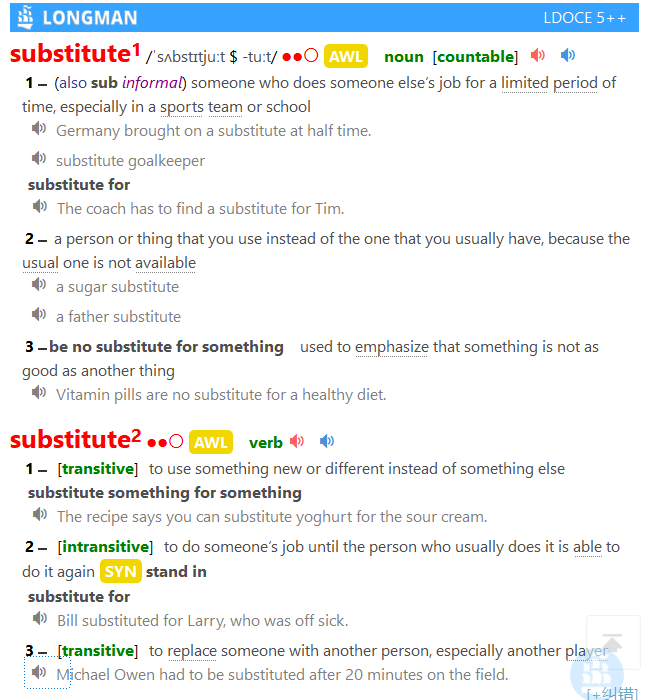 LONGMAN LDOCE 5++
substitute1 /ˈsʌbstɪtjuːt $ -tuːt/ ●●○ AWL noun [countable]
1 – (also sub informal) someone who does someone else's job for a limited period of
time, especially in a sports team or school
Germany brought on a substitute at half time.
substitute goalkeeper
substitute for
The coach has to find a substitute for Tim.
2 – a person or thing that you use instead of the one that you usually have, because the
usual one is not available
a sugar substitute
a father substitute
3 – be no substitute for something used to emphasize that something is not as
good as another thing
Vitamin pills are no substitute for a healthy diet.
substitute2 ●●○ AWL verb
1 – [transitive] to use something new or different instead of something else
substitute something for something
The recipe says you can substitute yoghurt for the sour cream.
2 – [intransitive] to do someone's job until the person who usually does it is able to
do it again SYN stand in
substitute for
Bill substituted for Larry, who was off sick.
3 – [transitive] to replace someone with another person, especially another player
Michael Owen had to be substituted after 20 minutes on the field.
[+纠错]